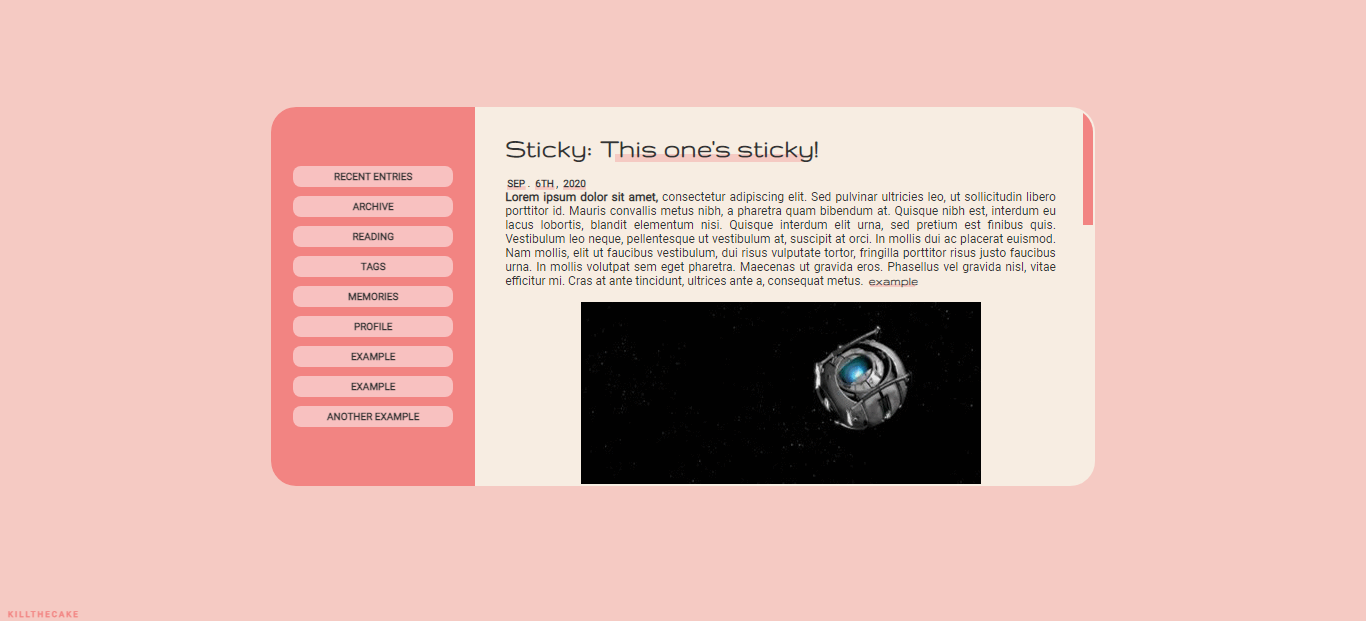 RECENT ENTRIES
ARCHIVE
READING
TAGS
MEMORIES
PROFILE
EXAMPLE
EXAMPLE
ANOTHER EXAMPLE
Sticky: This one's sticky!
SEP. 6TH, 2020
Lorem ipsum dolor sit amet, consectetur adipiscing elit. Sed pulvinar ultricies leo, ut sollicitudin libero
porttitor id. Mauris convallis metus nibh, a pharetra quam bibendum at. Quisque nibh est, interdum eu
lacus lobortis, blandit elementum nisi. Quisque interdum elit urna, sed pretium est finibus quis.
Vestibulum leo neque, pellentesque ut vestibulum at, suscipit at orci. In mollis dui ac placerat euismod.
Nam mollis, elit ut faucibus vestibulum, dui risus vulputate tortor, fringilla porttitor risus justo faucibus
urna. In mollis volutpat sem eget pharetra. Maecenas ut gravida eros. Phasellus vel gravida nisl, vitae
efficitur mi. Cras at ante tincidunt, ultrices ante a, consequat metus. example
KILLTHECAKE